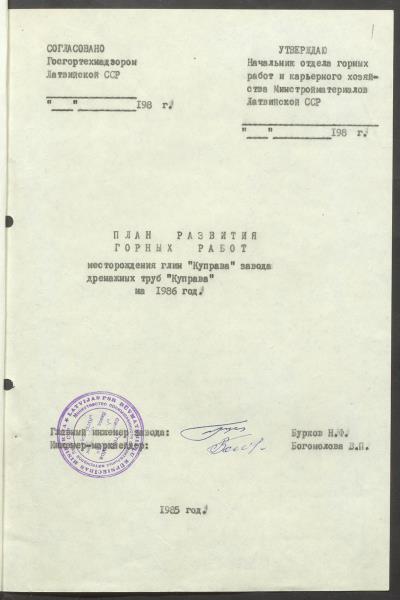 1
СОГЛАСОВАНО
Госгортехнадзором
Латвийской ССР
"___"__________198 г.
УТВЕРЖДАЮ
Начальник отдела горных
работ и карьерного хозяй-
ства Минстройматериалов
Латвийской ССР
"___"__________198 г.
ПЛАН РАЗВИТИЯ
ГОРНЫХ РАБОТ
месторождения глин "Куправа" завода
дренажных труб "Куправа"
на 1986 год.
Главный инженер завода:
Бурков Н.Ф.
Инженер-маркшейдер:
Богомолова В.П.
1985 год.
LATVIJAS PSR